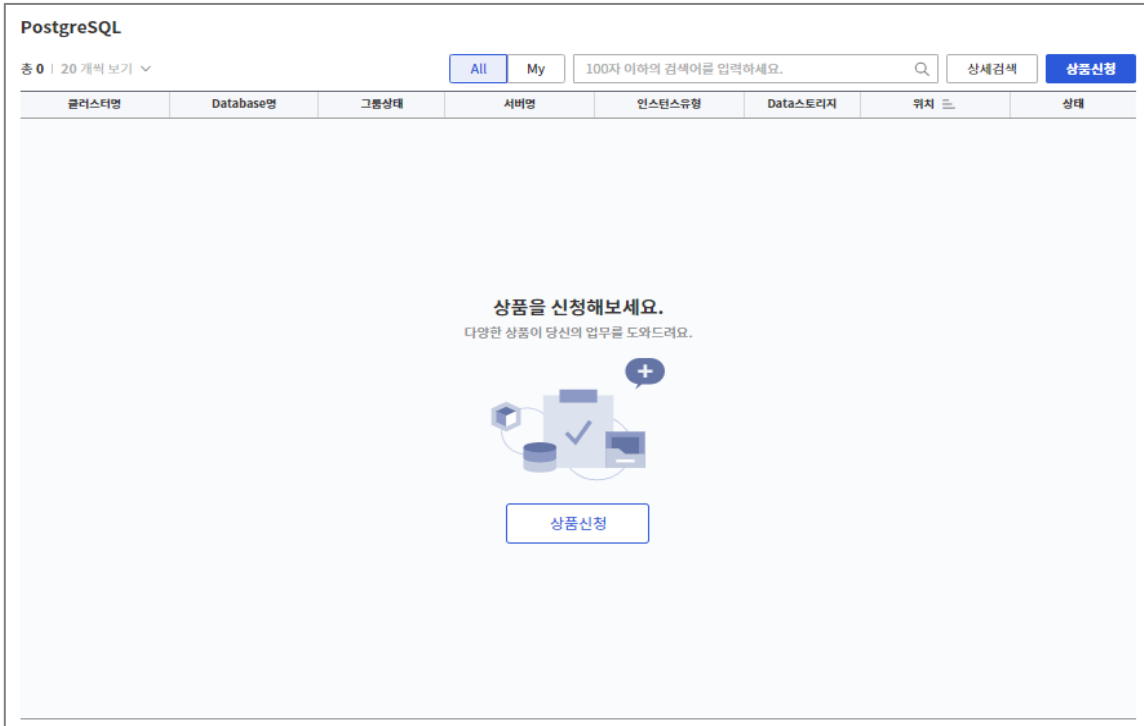 PostgreSQL
총 0 | 20 개씩 보기
All My 100자 이하의 검색어를 입력하세요. 상세검색 상품신청
클러스터명 Database명 그룹상태 서버명 인스턴스유형 Data스토리지 위치 상태
상품을 신청해보세요.
다양한 상품이 당신의 업무를 도와드려요.
상품신청